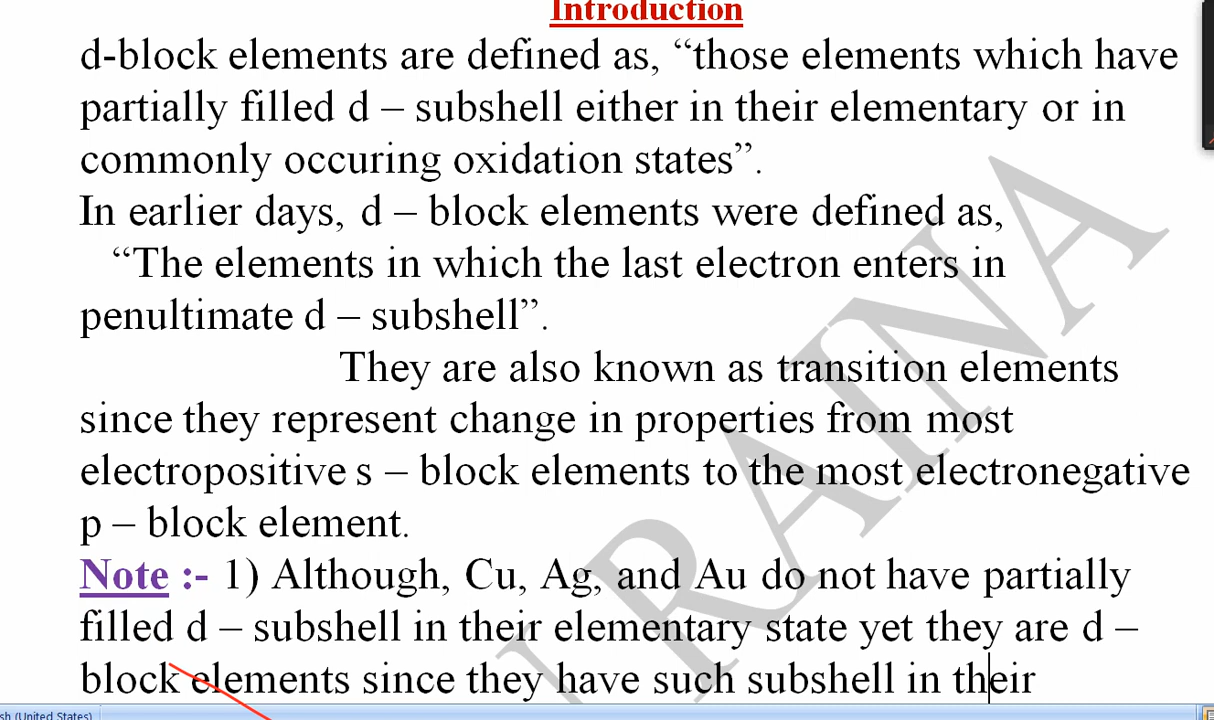 Introduction
d-block elements are defined as, “those elements which have
partially filled d – subshell either in their elementary or in
commonly occuring oxidation states”.
In earlier days, d – block elements were defined as,
“The elements in which the last electron enters in
penultimate d – subshell”.
They are also known as transition elements
since they represent change in properties from most
electropositive s – block elements to the most electronegative
p – block element.
Note :- 1) Although, Cu, Ag, and Au do not have partially
filled d – subshell in their elementary state yet they are d –
block elements since they have such subshell in their
RAINA
(United States)